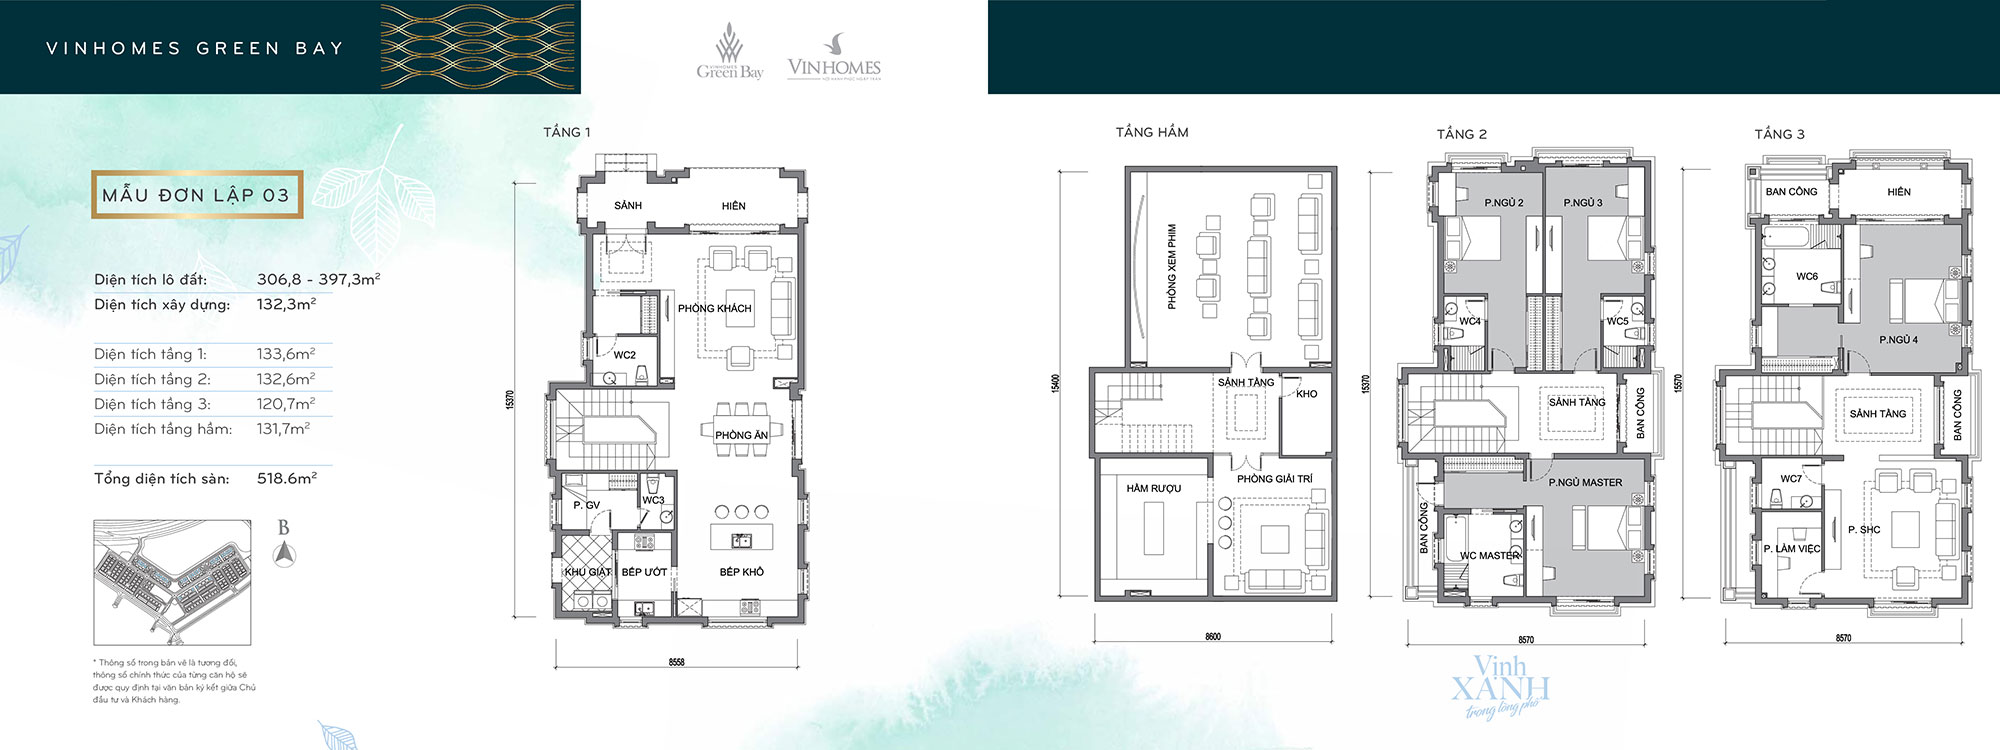 VINHOMES GREEN BAY
VINHOMES
Green Bay
VINHOMES
MẪU ĐƠN LẬP 03
Diện tích lô đất: 306,8 - 397,3m²
Diện tích xây dựng: 132,3m²
Diện tích tầng 1: 133,6m²
Diện tích tầng 2: 132,6m²
Diện tích tầng 3: 120,7m²
Diện tích tầng hầm: 131,7m²
Tổng diện tích sàn: 518.6m²
B
* Thông số trong bản vẽ là tương đối,
thông số chính thức của từng căn hộ sẽ
được quy định tại văn bản ký kết giữa Chủ
đầu tư và Khách hàng.
TẦNG 1
SẢNH
HIÊN
PHÒNG KHÁCH
WC2
PHÒNG ĂN
P. GV
WC3
KHU GIẶT
BẾP ƯỚT
BẾP KHÔ
15370
8558
TẦNG HẦM
PHÒNG XEM PHIM
SẢNH TẦNG
KHO
HẦM RƯỢU
PHÒNG GIẢI TRÍ
15400
8600
TẦNG 2
P.NGỦ 2
P.NGỦ 3
WC4
WC5
SẢNH TẦNG
BAN CÔNG
P.NGỦ MASTER
BAN CÔNG
WC MASTER
15370
8570
TẦNG 3
BAN CÔNG
HIÊN
WC6
P.NGỦ 4
SẢNH TẦNG
BAN CÔNG
WC7
P. SHC
P. LÀM VIỆC
15570
8570
Vịnh
XANH
trong lòng phố